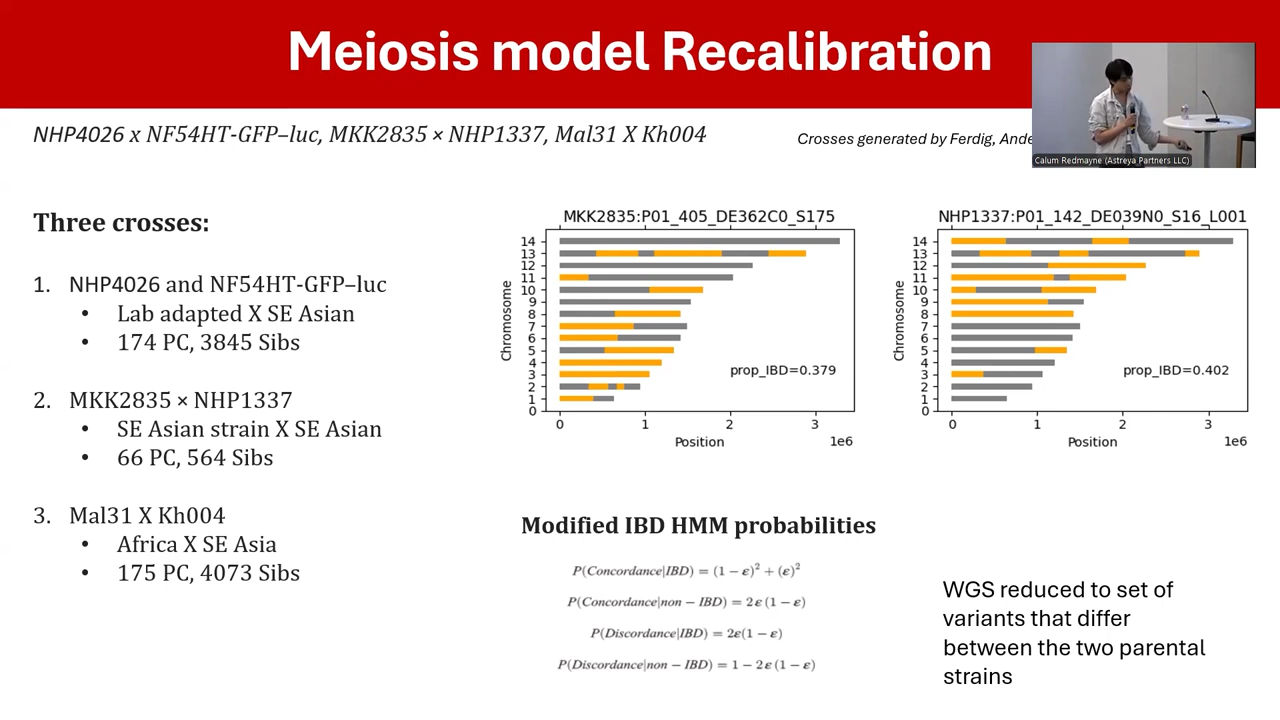 Meiosis model Recalibration
NHP4026 x NF54HT-GFP–luc, MKK2835 × NHP1337, Mal31 X Kh004
Crosses generated by Ferdig,
Calum Redmayne (Astreya Partners LLC)
Three crosses:
1. NHP4026 and NF54HT-GFP–luc
• Lab adapted X SE Asian
• 174 PC, 3845 Sibs
2. MKK2835 × NHP1337
• SE Asian strain X SE Asian
• 66 PC, 564 Sibs
3. Mal31 X Kh004
• Africa X SE Asia
• 175 PC, 4073 Sibs
MKK2835:P01_405_DE362C0_S175
Chromosome
14
13
12
11
10
9
8
7
6
5
4
3
2
1
0
prop_IBD=0.379
0 1 2 3
1e6
Position
NHP1337:P01_142_DE039N0_S16_L001
Chromosome
14
13
12
11
10
9
8
7
6
5
4
3
2
1
0
prop_IBD=0.402
0 1 2 3
1e6
Position
Modified IBD HMM probabilities
P(Concordance|IBD) = (1 − ε)² + (ε)²
P(Concordance|non − IBD) = 2ε (1 − ε)
P(Discordance|IBD) = 2ε(1 − ε)
P(Discordance|non − IBD) = 1 − 2ε (1 − ε)
WGS reduced to set of
variants that differ
between the two parental
strains